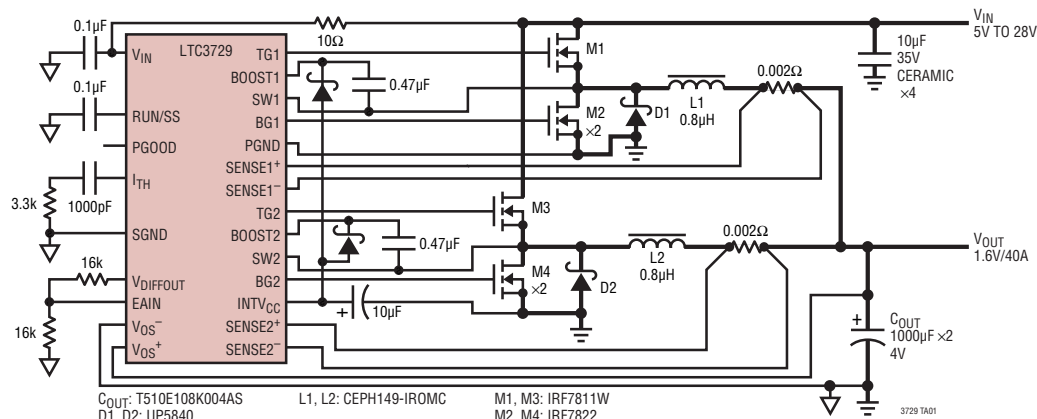 0.1µF
10Ω
VIN
5V TO 28V
LTC3729
VIN
TG1
M1
10µF
35V
CERAMIC
×4
BOOST1
0.47µF
0.002Ω
SW1
0.1µF
RUN/SS
BG1
M2
×2
D1
L1
0.8µH
PGOOD
PGND
SENSE1+
ITH
SENSE1–
3.3k
1000pF
TG2
M3
SGND
BOOST2
0.47µF
0.002Ω
VOUT
1.6V/40A
SW2
L2
0.8µH
16k
VDIFFOUT
BG2
M4
×2
D2
EAIN
INTVCC
+
10µF
16k
VOS–
SENSE2+
+
COUT
1000µF ×2
4V
VOS+
SENSE2–
COUT: T510E108K004AS
L1, L2: CEPH149-IROMC
M1, M3: IRF7811W
D1, D2: UP5840
M2, M4: IRF7822
3729 TA01